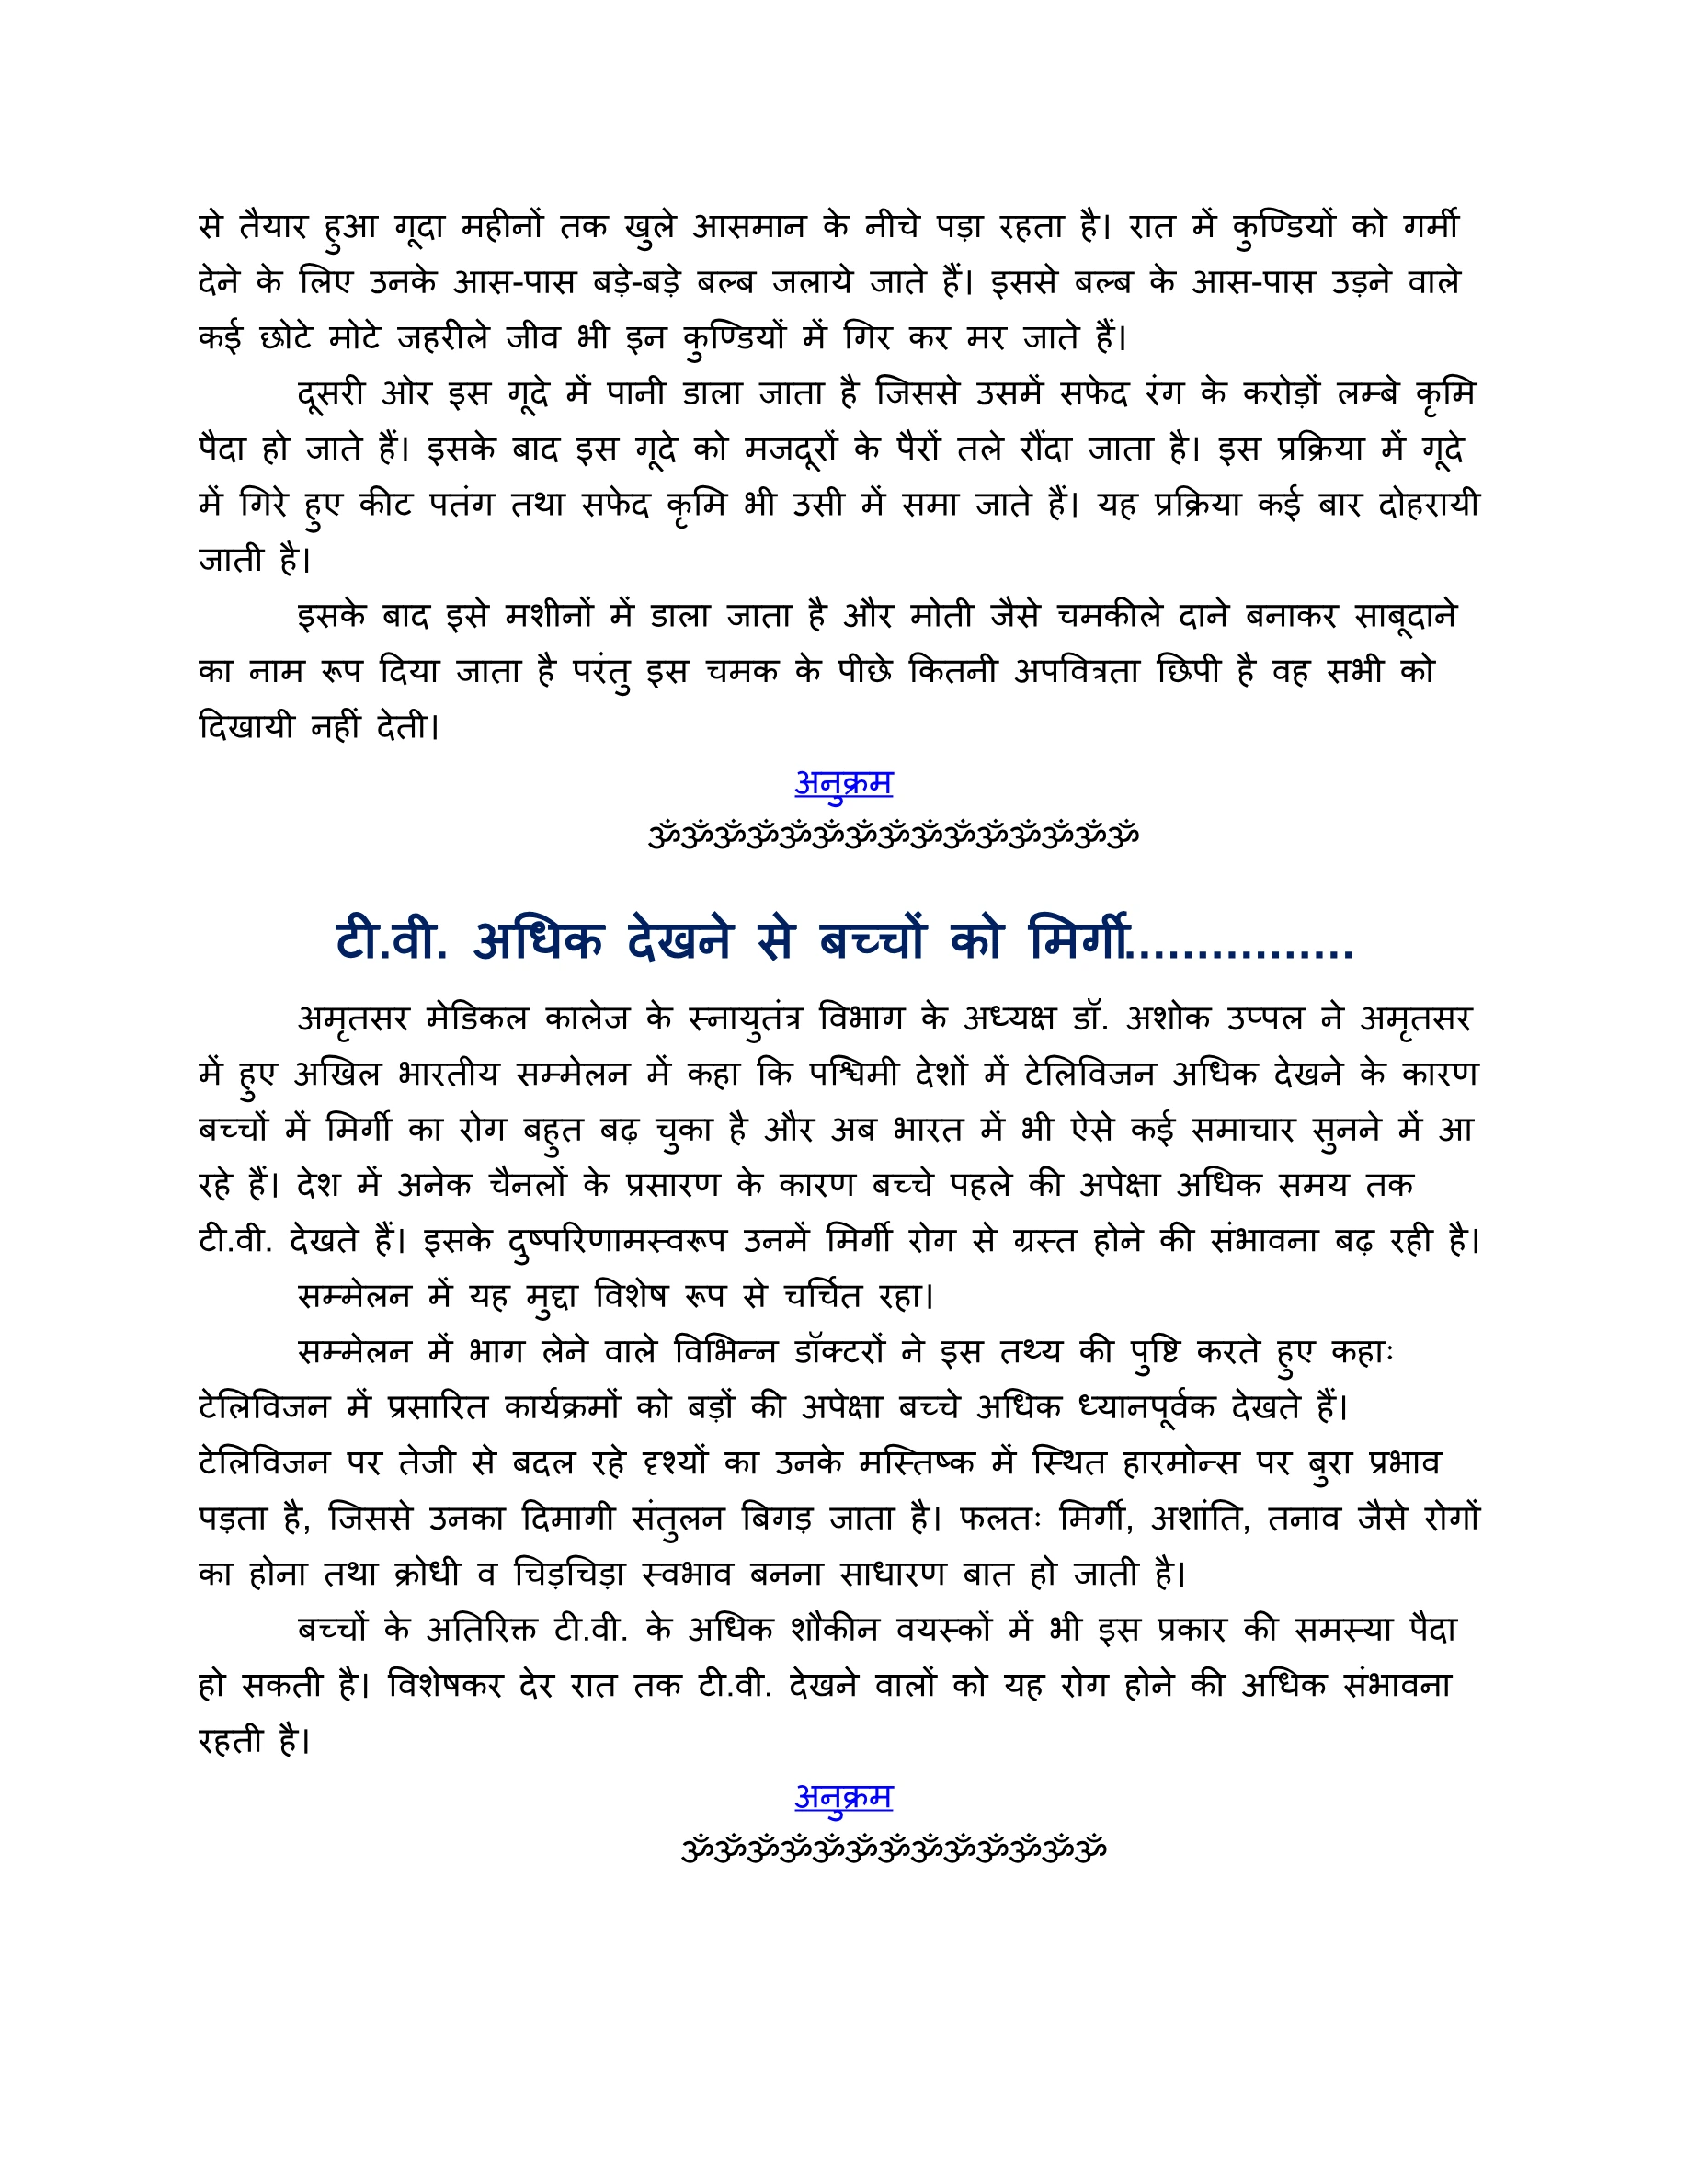 से तैयार हुआ गूदा महीनों तक खुले आसमान के नीचे पड़ा रहता है। रात में कुण्डियों को गर्मी
देने के लिए उनके आस-पास बड़े-बड़े बल्ब जलाये जाते हैं। इससे बल्ब के आस-पास उड़ने वाले
कई छोटे मोटे जहरीले जीव भी इन कुण्डियों में गिर कर मर जाते हैं।
दूसरी ओर इस गूदे में पानी डाला जाता है जिससे उसमें सफेद रंग के करोड़ों लम्बे कृमि
पैदा हो जाते हैं। इसके बाद इस गूदे को मजदूरों के पैरों तले रौंदा जाता है। इस प्रक्रिया में गूदे
में गिरे हुए कीट पतंग तथा सफेद कृमि भी उसी में समा जाते हैं। यह प्रक्रिया कई बार दोहरायी
जाती है।
इसके बाद इसे मशीनों में डाला जाता है और मोती जैसे चमकीले दाने बनाकर साबूदाने
का नाम रूप दिया जाता है परंतु इस चमक के पीछे कितनी अपवित्रता छिपी है वह सभी को
दिखायी नहीं देती।
अनुक्रम
ॐॐॐॐॐॐॐॐॐॐॐॐॐॐॐ
टी.वी. अधिक देखने से बच्चों को मिर्गी................
अमृतसर मेडिकल कालेज के स्नायुतंत्र विभाग के अध्यक्ष डॉ. अशोक उप्पल ने अमृतसर
में हुए अखिल भारतीय सम्मेलन में कहा कि पश्चिमी देशों में टेलिविजन अधिक देखने के कारण
बच्चों में मिर्गी का रोग बहुत बढ़ चुका है और अब भारत में भी ऐसे कई समाचार सुनने में आ
रहे हैं। देश में अनेक चैनलों के प्रसारण के कारण बच्चे पहले की अपेक्षा अधिक समय तक
टी.वी. देखते हैं। इसके दुष्परिणामस्वरूप उनमें मिर्गी रोग से ग्रस्त होने की संभावना बढ़ रही है।
सम्मेलन में यह मुद्दा विशेष रूप से चर्चित रहा।
सम्मेलन में भाग लेने वाले विभिन्न डॉक्टरों ने इस तथ्य की पुष्टि करते हुए कहाः
टेलिविजन में प्रसारित कार्यक्रमों को बड़ों की अपेक्षा बच्चे अधिक ध्यानपूर्वक देखते हैं।
टेलिविजन पर तेजी से बदल रहे दृश्यों का उनके मस्तिष्क में स्थित हारमोन्स पर बुरा प्रभाव
पड़ता है, जिससे उनका दिमागी संतुलन बिगड़ जाता है। फलतः मिर्गी, अशांति, तनाव जैसे रोगों
का होना तथा क्रोधी व चिड़चिड़ा स्वभाव बनना साधारण बात हो जाती है।
बच्चों के अतिरिक्त टी.वी. के अधिक शौकीन वयस्कों में भी इस प्रकार की समस्या पैदा
हो सकती है। विशेषकर देर रात तक टी.वी. देखने वालों को यह रोग होने की अधिक संभावना
रहती है।
अनुक्रम
ॐॐॐॐॐॐॐॐॐॐॐॐॐ